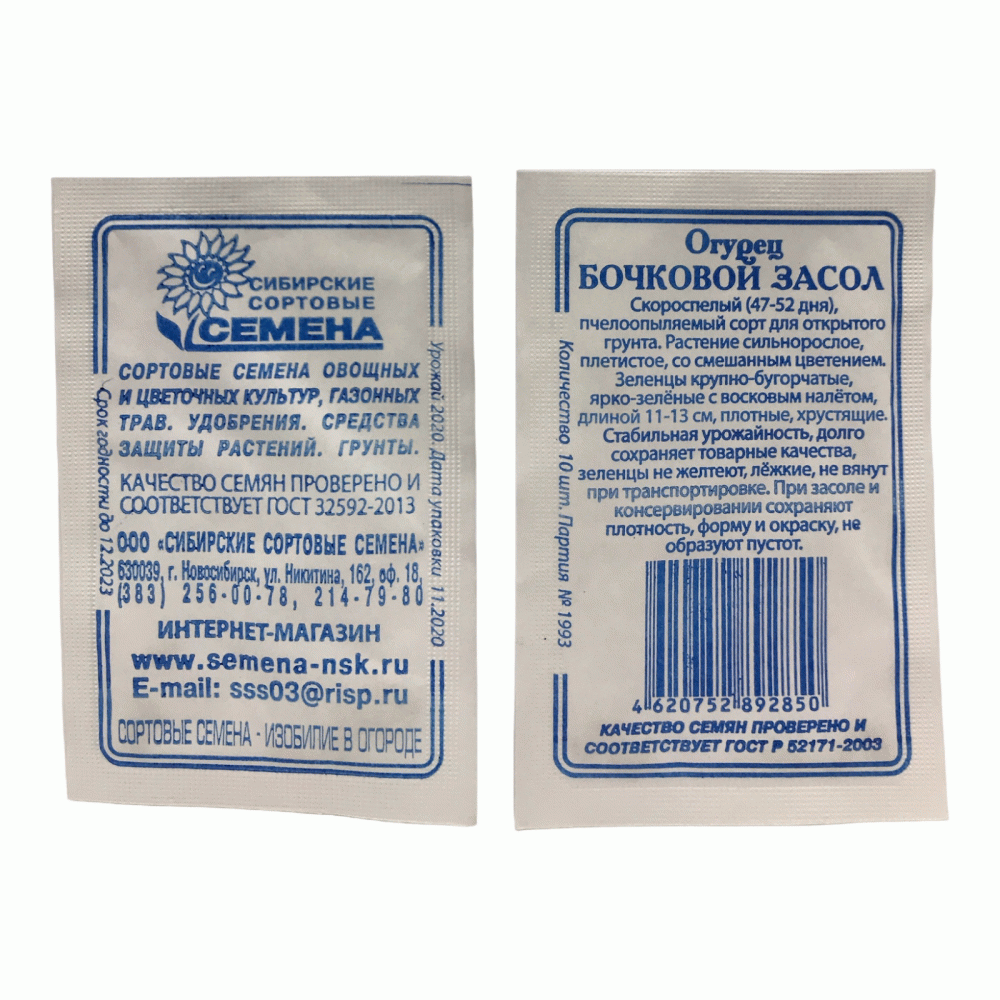 СИБИРСКИЕ
СОРТОВЫЕ
СЕМЕНА
СОРТОВЫЕ СЕМЕНА ОВОЩНЫХ
И ЦВЕТОЧНЫХ КУЛЬТУР, ГАЗОННЫХ
ТРАВ. УДОБРЕНИЯ. СРЕДСТВА
ЗАЩИТЫ РАСТЕНИЙ. ГРУНТЫ.
КАЧЕСТВО СЕМЯН ПРОВЕРЕНО И
СООТВЕТСТВУЕТ ГОСТ 32592-2013
ООО «СИБИРСКИЕ СОРТОВЫЕ СЕМЕНА»
630039, г. Новосибирск, ул. Никитина, 162, оф. 18,
(383) 256-00-78, 214-79-80
ИНТЕРНЕТ-МАГАЗИН
www.semena-nsk.ru
E-mail: sss03@risp.ru
СОРТОВЫЕ СЕМЕНА - ИЗОБИЛИЕ В ОГОРОДЕ
Срок годности до 12.2023
Урожай 2020. Дата упаковки 11.2020
Огурец
БОЧКОВОЙ ЗАСОЛ
Скороспелый (47-52 дня),
пчелоопыляемый сорт для открытого
грунта. Растение сильнорослое,
плетистое, со смешанным цветением.
Зеленцы крупно-бугорчатые,
ярко-зелёные с восковым налётом,
длиной 11-13 см, плотные, хрустящие.
Стабильная урожайность, долго
сохраняет товарные качества,
зеленцы не желтеют, лёжкие, не вянут
при транспортировке. При засоле и
консервировании сохраняют
плотность, форму и окраску, не
образуют пустот.
4 620752 892850
КАЧЕСТВО СЕМЯН ПРОВЕРЕНО И
СООТВЕТСТВУЕТ ГОСТ Р 52171-2003
Количество 10 шт. Партия № 1993